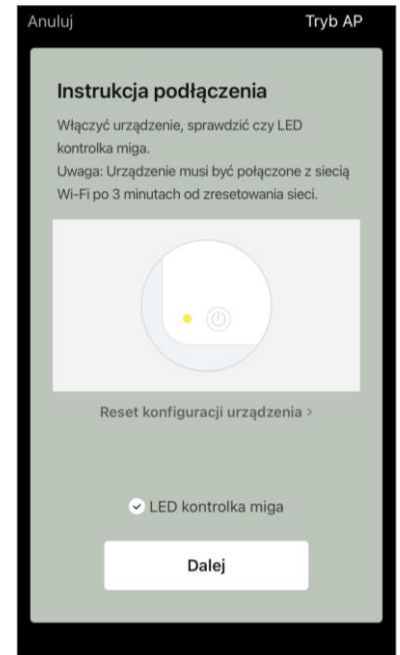 Anuluj Tryb AP
Instrukcja podłączenia
Włączyć urządzenie, sprawdzić czy LED
kontrolka miga.
Uwaga: Urządzenie musi być połączone z siecią
Wi-Fi po 3 minutach od zresetowania sieci.
Reset konfiguracji urządzenia >
LED kontrolka miga
Dalej